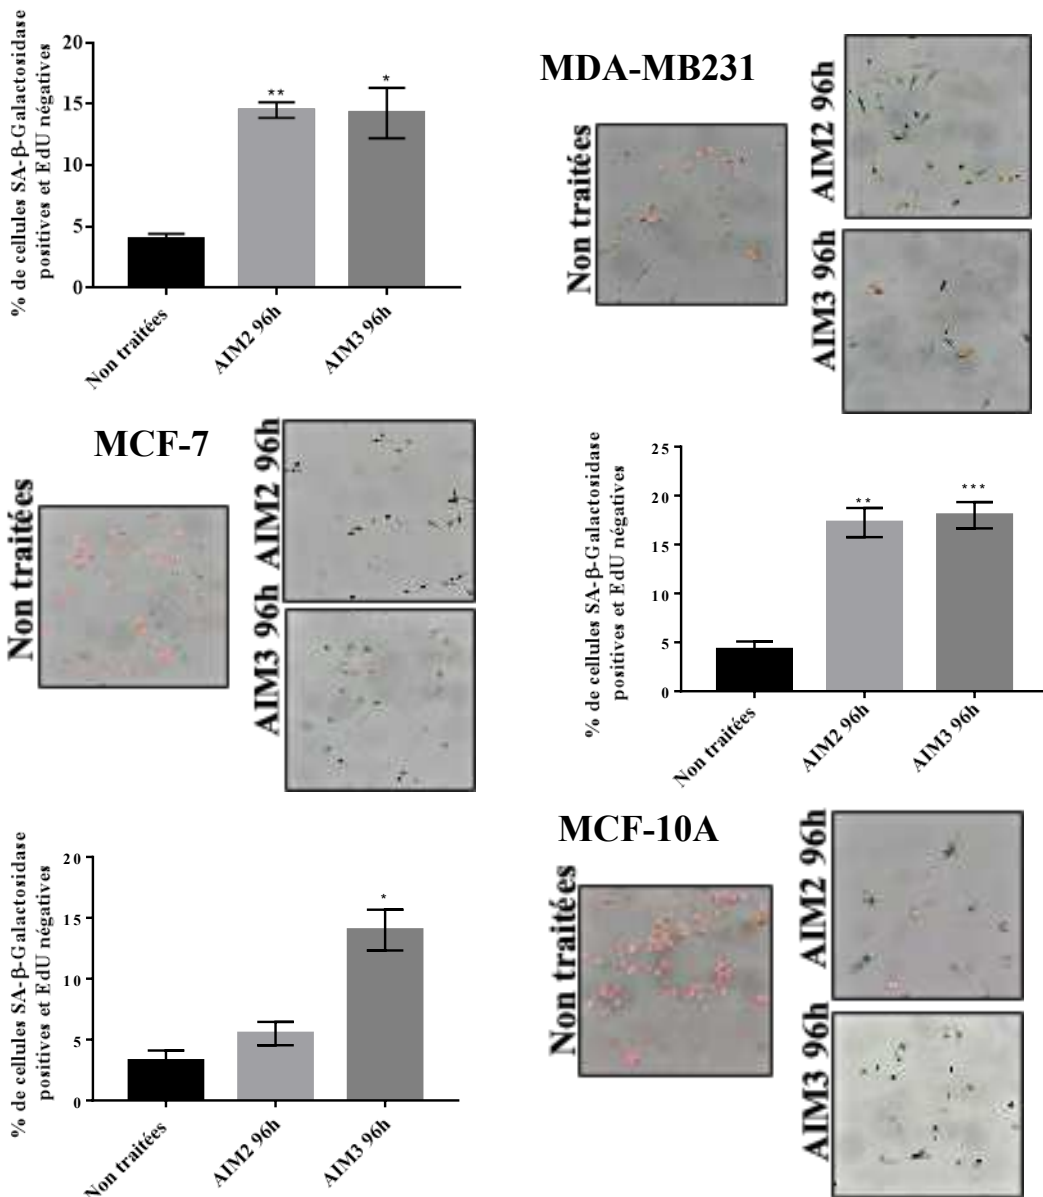 % de cellules SA-β-Galactosidase
positives et EdU négatives
20
15
10
5
0
**
*
Non traitées
AIM2 96h
AIM3 96h
MDA-MB231
Non traitées
AIM2 96h
AIM3 96h
MCF-7
Non traitées
AIM2 96h
AIM3 96h
% de cellules SA-β-Galactosidase
positives et EdU négatives
25
20
15
10
5
0
**
***
Non traitées
AIM2 96h
AIM3 96h
% de cellules SA-β-Galactosidase
positives et EdU négatives
20
15
10
5
0
*
Non traitées
AIM2 96h
AIM3 96h
MCF-10A
Non traitées
AIM2 96h
AIM3 96h